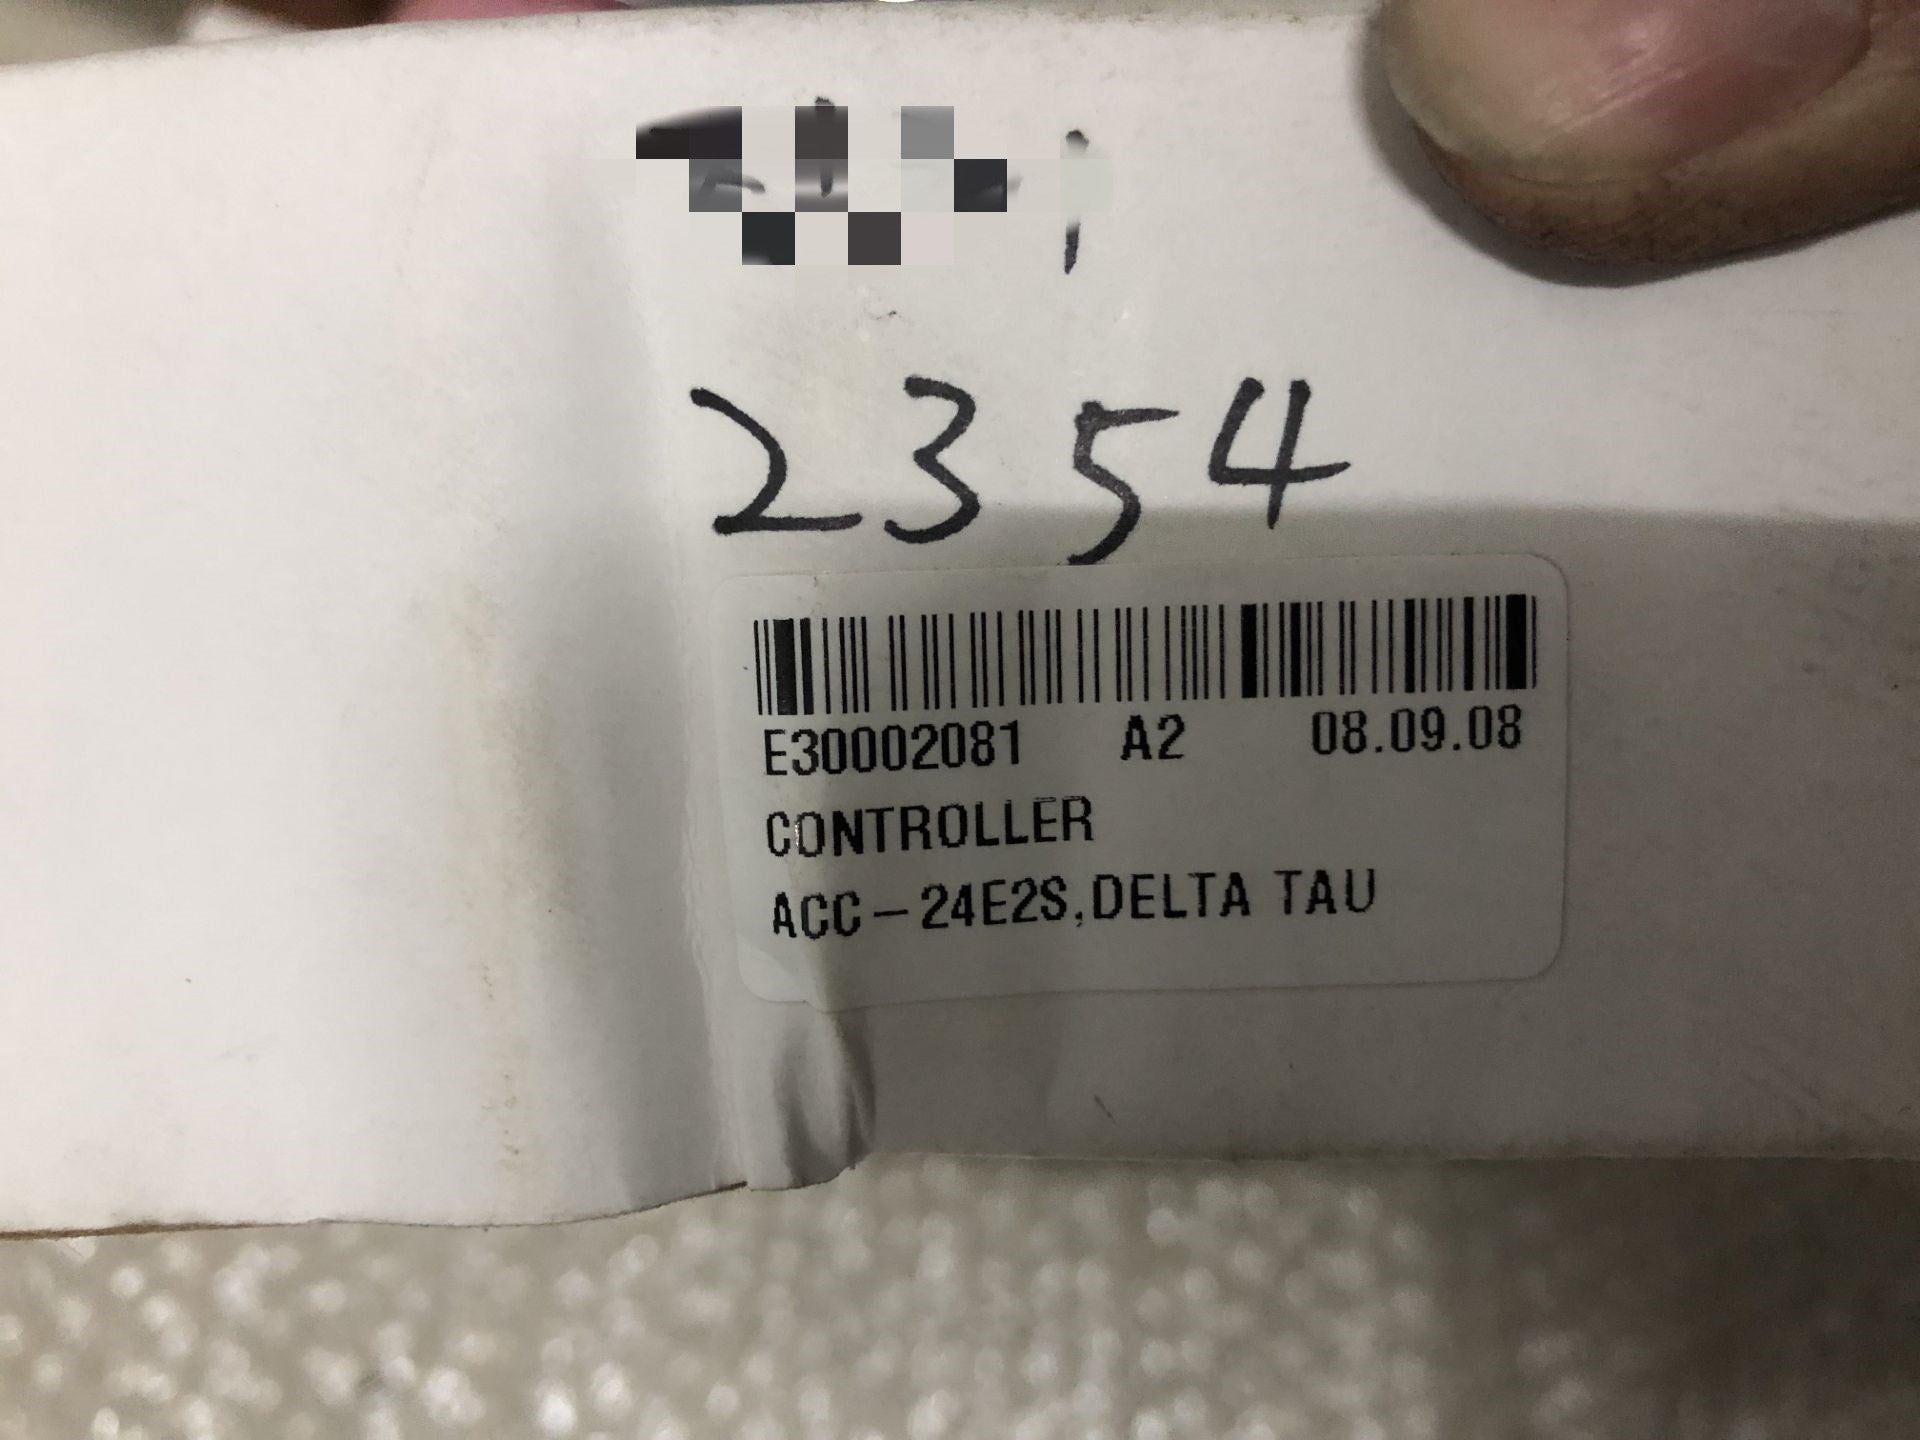 2354
E30002081 A2 08.09.08
CONTROLLER
ACC-24E2S,DELTA TAU